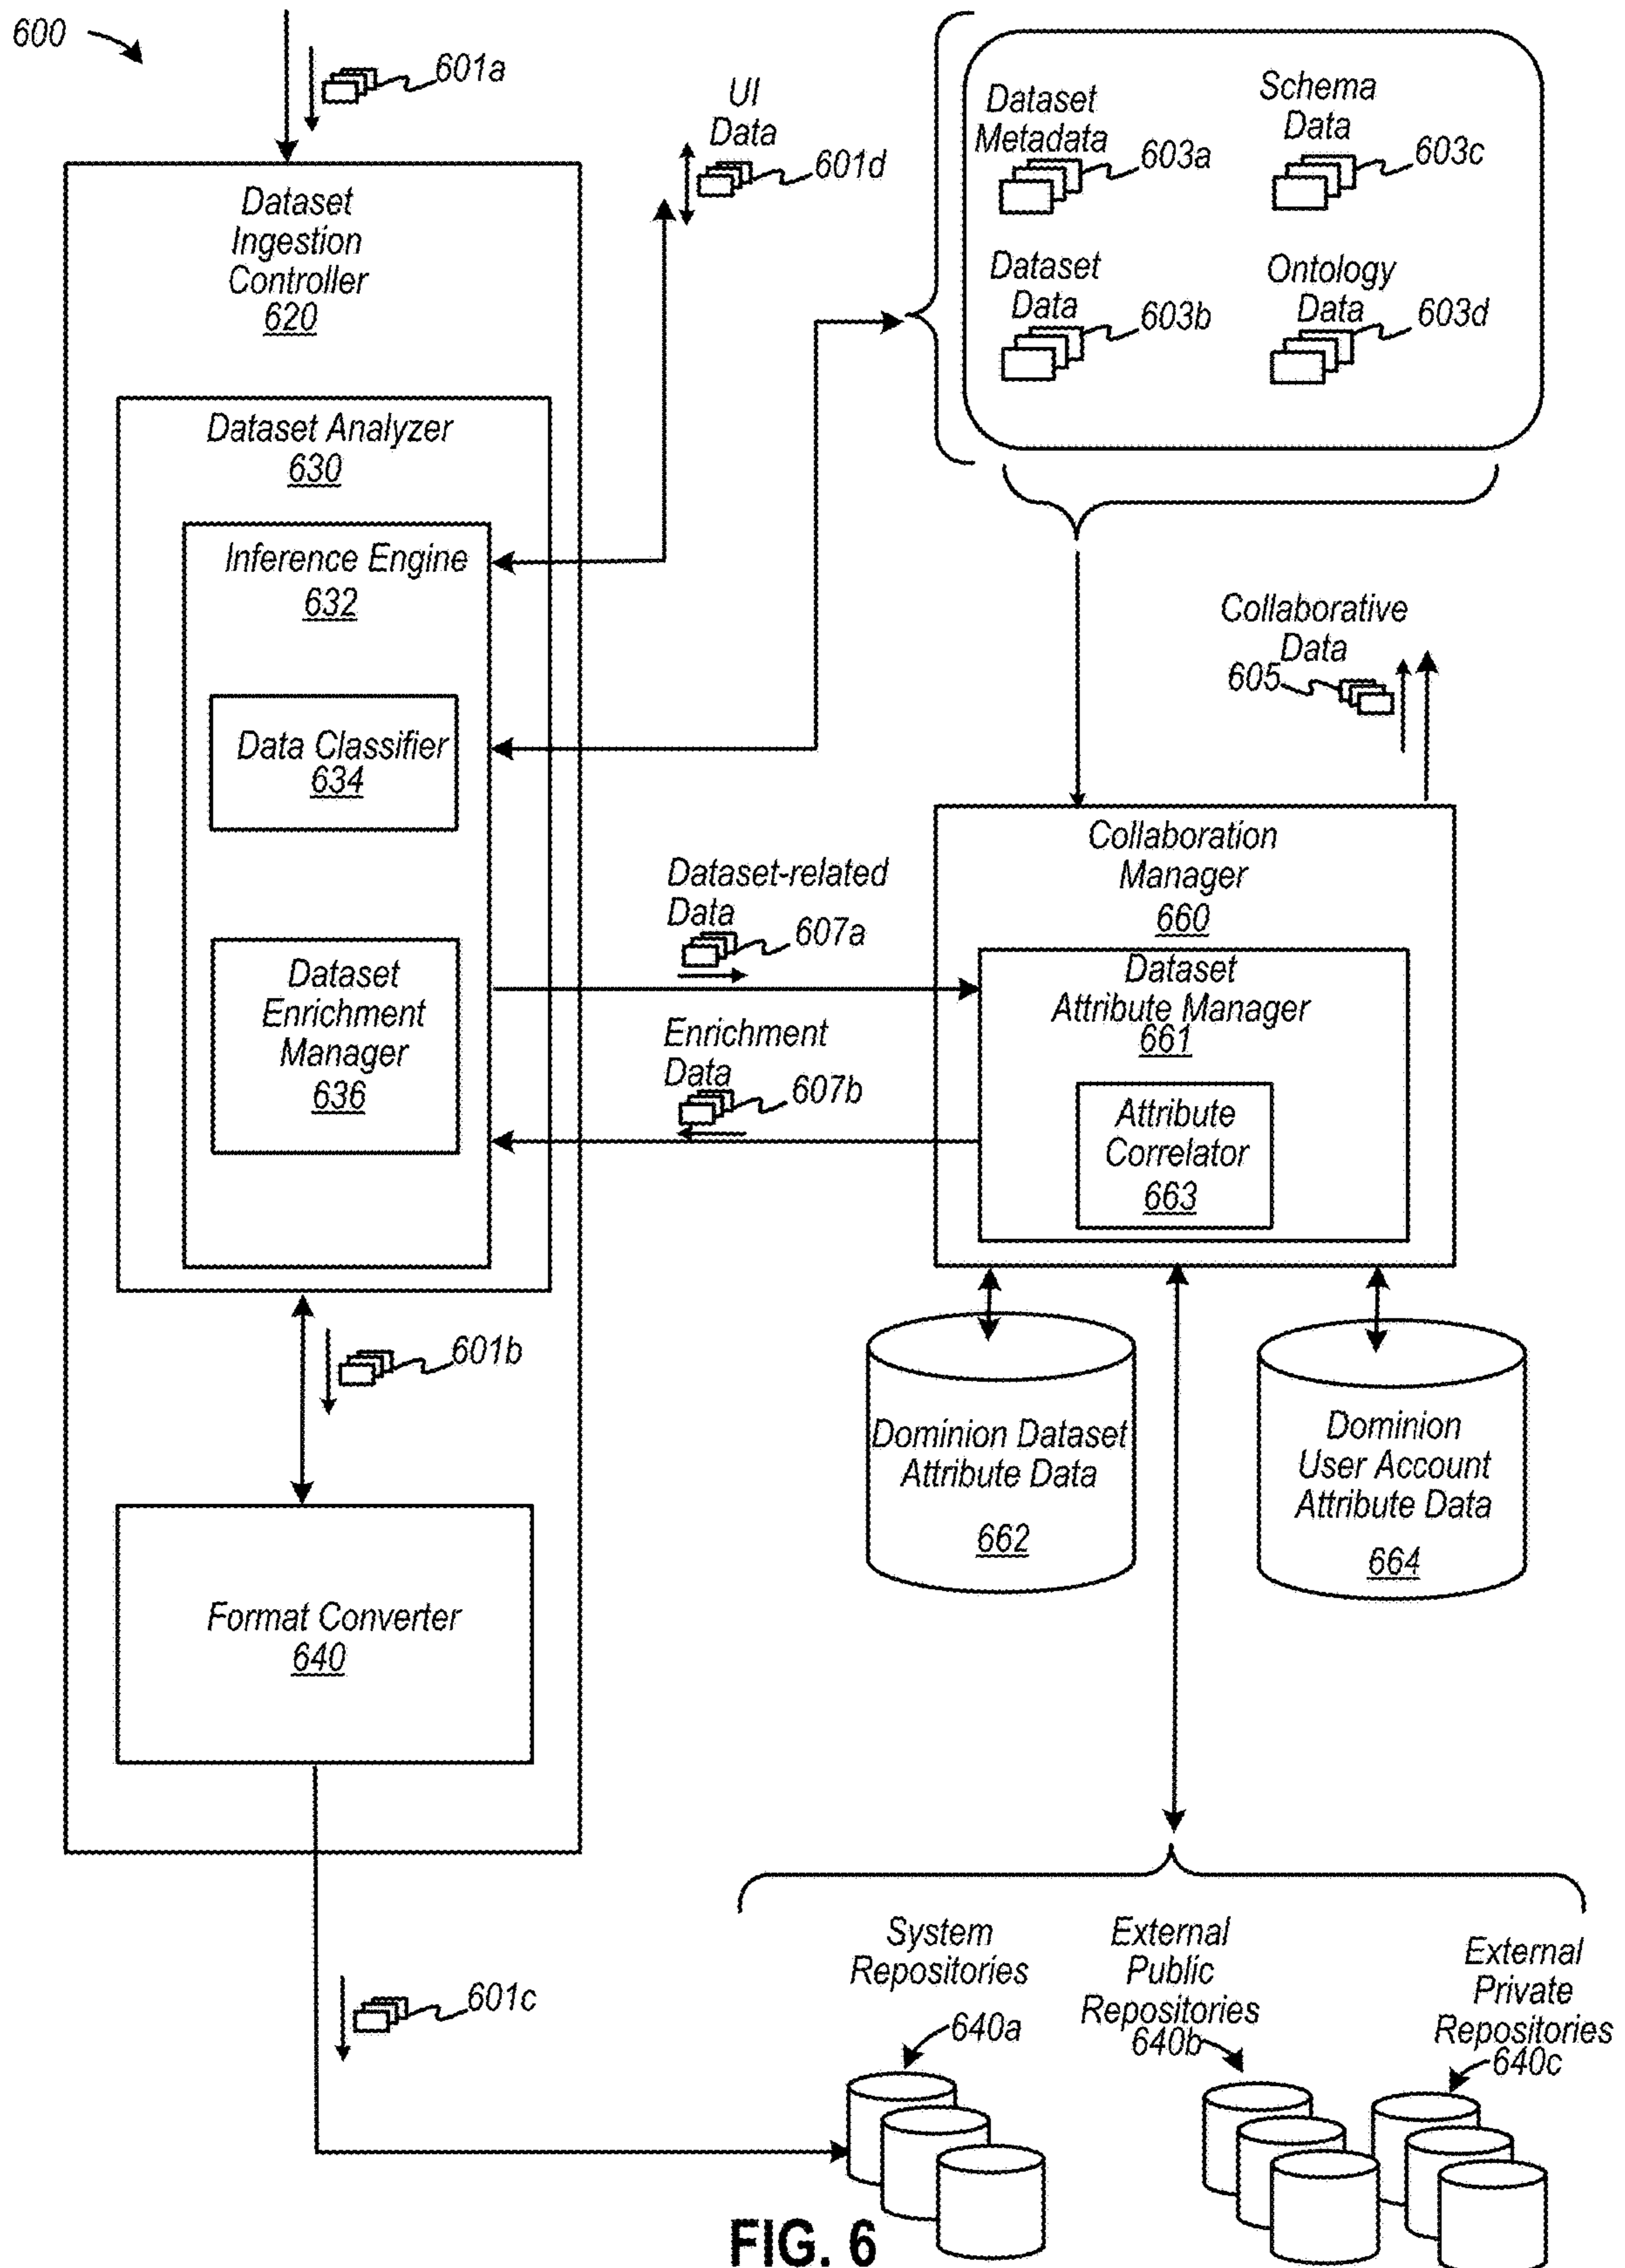 600
601a
UI
Data
601d
Dataset
Metadata
603a
Schema
Data
603c
Dataset
Data
603b
Ontology
Data
603d
Dataset
Ingestion
Controller
620
Dataset Analyzer
630
Inference Engine
632
Data Classifier
634
Dataset
Enrichment
Manager
636
Collaborative
Data
605
Dataset-related
Data
607a
Enrichment
Data
607b
Collaboration
Manager
660
Dataset
Attribute Manager
661
Attribute
Correlator
663
601b
Dominion Dataset
Attribute Data
662
Dominion
User Account
Attribute Data
664
Format Converter
640
601c
System
Repositories
640a
External
Public
Repositories
640b
External
Private
Repositories
640c
FIG. 6